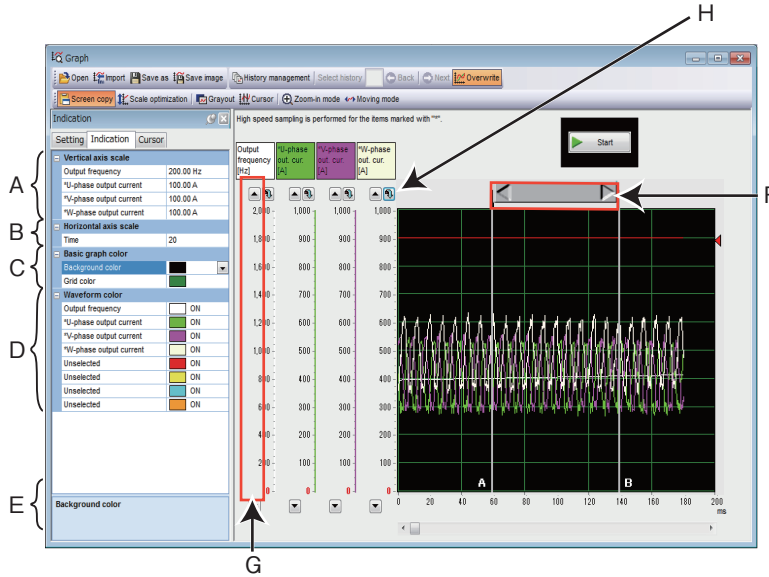 H
Graph
Open Import Save as Save image History management Select history Back Next Overwrite
Screen copy Scale optimization Grayout Cursor Zoom-in mode Moving mode
Indication
High speed sampling is performed for the items marked with "*".
Setting Indication Cursor
Output frequency [Hz]
*U-phase out. cur. [A]
*V-phase out. cur. [A]
*W-phase out. cur. [A]
Start
A
Vertical axis scale
Output frequency 200.00 Hz
*U-phase output current 100.00 A
*V-phase output current 100.00 A
*W-phase output current 100.00 A
B
Horizontal axis scale
Time 20
C
Basic graph color
Background color
Grid color
D
Waveform color
Output frequency ON
*U-phase output current ON
*V-phase output current ON
*W-phase output current ON
Unselected ON
Unselected ON
Unselected ON
Unselected ON
E
Background color
F
2,000 1,000 1,000 1,000
1,800 900 900 900
800 800 800
1,400 700 700 700
600 600 600
500 500 500
400 400 400
600 300 300 300
200 200 200
200 100 100 100
0 0 0 0
A B
0 20 40 60 80 100 120 140 160 180 200
ms
G